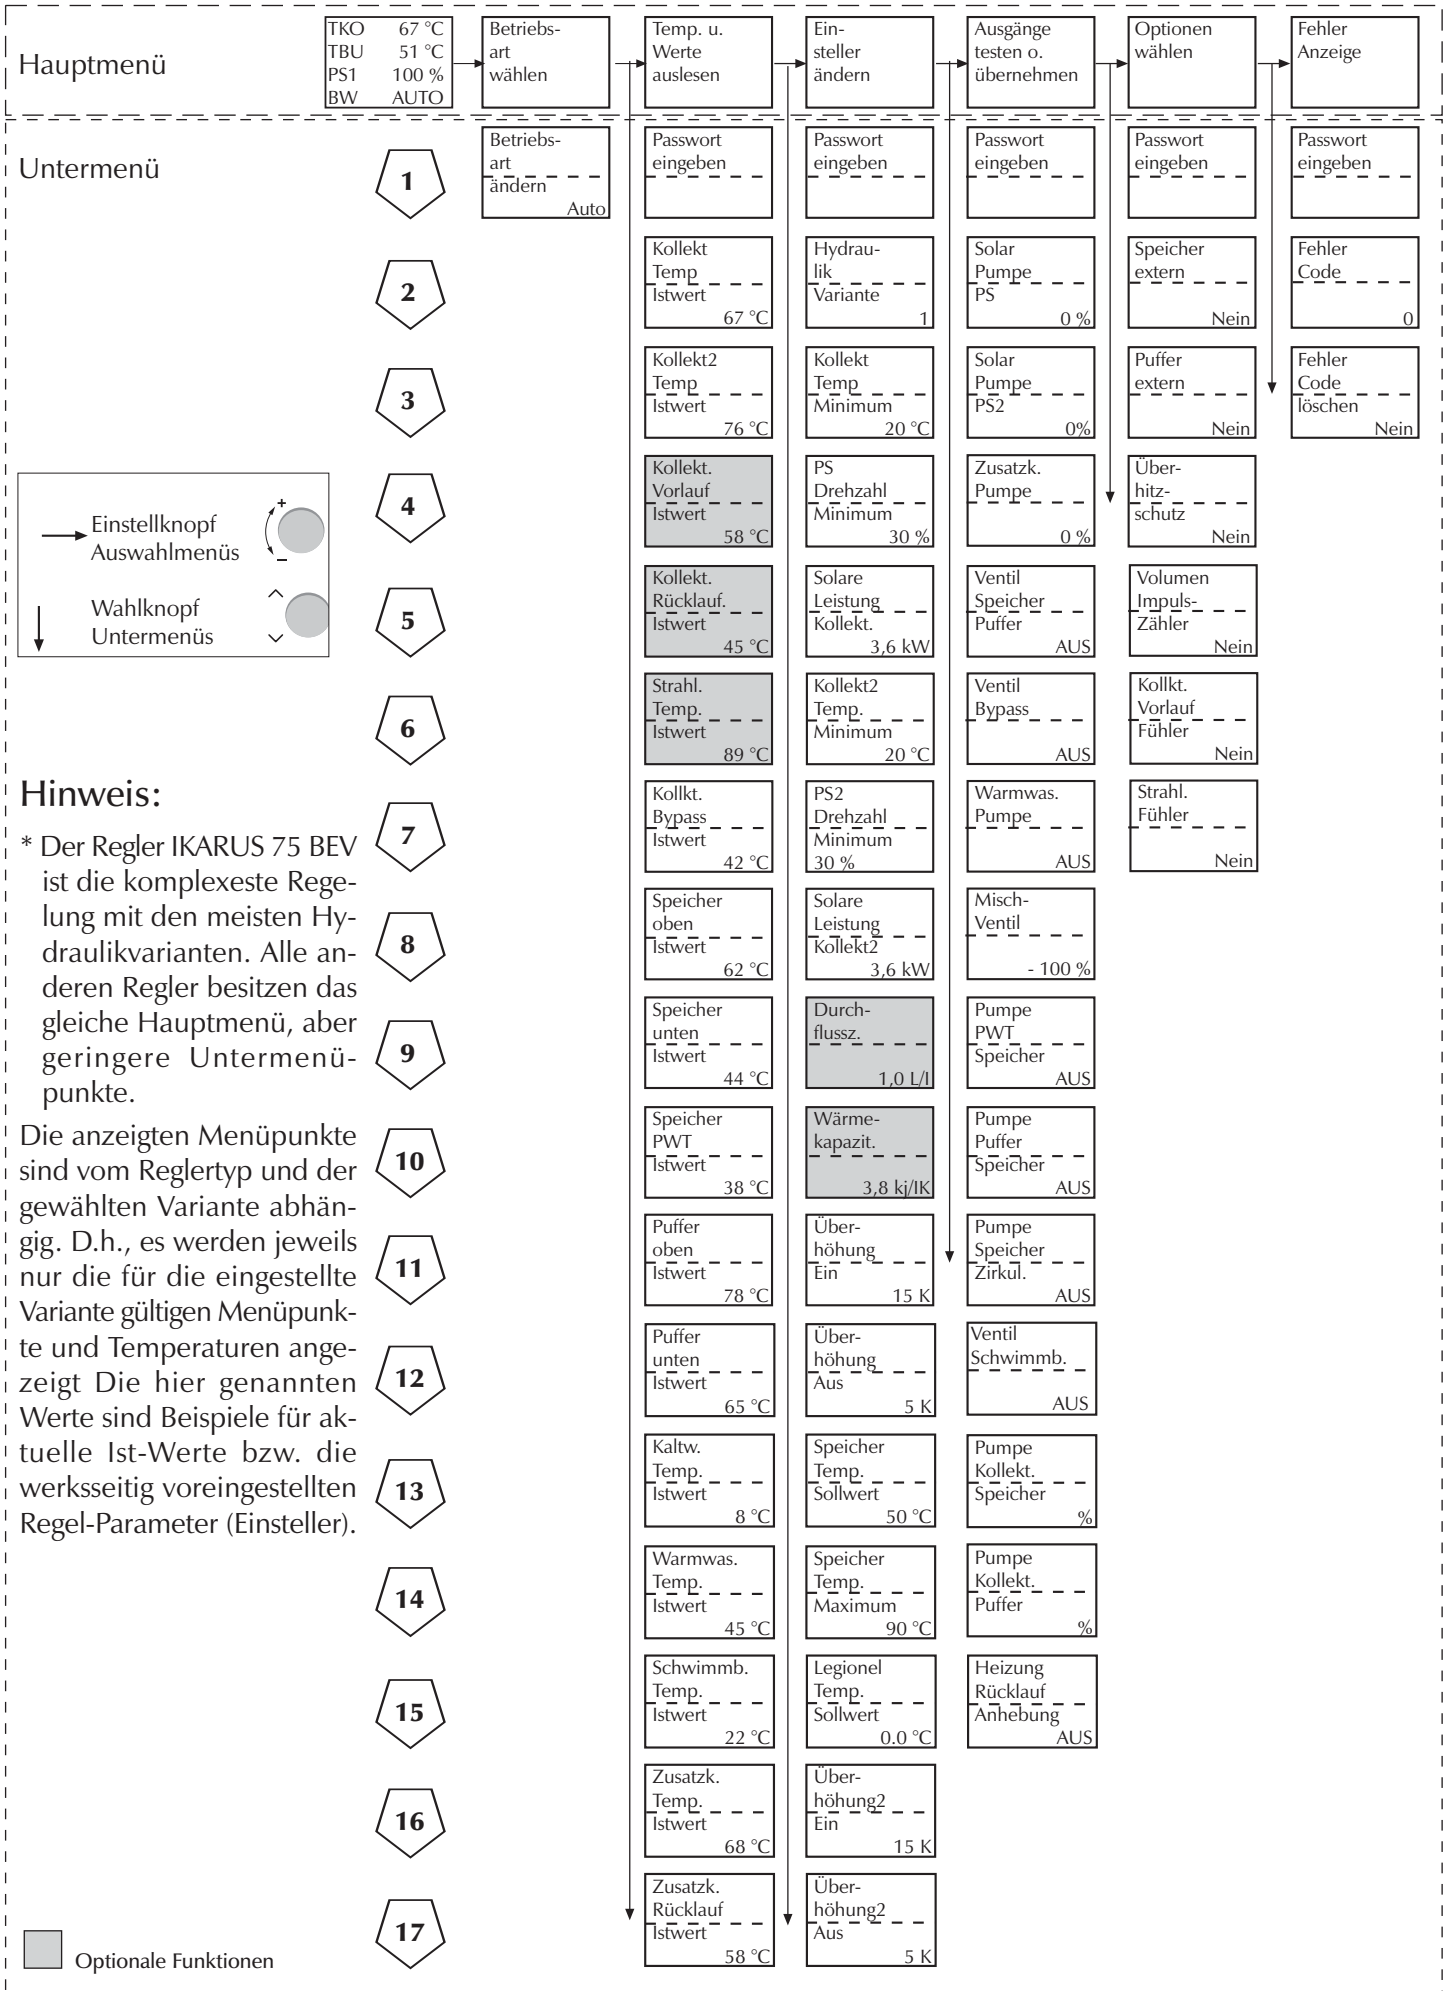 Hauptmenü
TKO 67 °C
TBU 51 °C
PS1 100 %
BW AUTO
Betriebs-
art
wählen
Temp. u.
Werte
auslesen
Ein-
steller
ändern
Ausgänge
testen o.
übernehmen
Optionen
wählen
Fehler
Anzeige
Untermenü
1
Betriebs-
art
ändern
Auto
Passwort
eingeben
Passwort
eingeben
Passwort
eingeben
Passwort
eingeben
Passwort
eingeben
2
Kollekt
Temp
Istwert
67 °C
Hydrau-
lik
Variante
1
Solar
Pumpe
PS
0 %
Speicher
extern
Nein
Fehler
Code
0
3
Kollekt2
Temp
Istwert
76 °C
Kollekt
Temp
Minimum
20 °C
Solar
Pumpe
PS2
0%
Puffer
extern
Nein
Fehler
Code
löschen
Nein
Einstellknopf
Auswahlmenüs
+
−
Wahlknopf
Untermenüs
4
Kollekt.
Vorlauf
Istwert
58 °C
PS
Drehzahl
Minimum
30 %
Zusatzk.
Pumpe
0 %
Über-
hitz-
schutz
Nein
5
Kollekt.
Rücklauf.
Istwert
45 °C
Solare
Leistung
Kollekt.
3,6 kW
Ventil
Speicher
Puffer
AUS
Volumen
Impuls-
Zähler
Nein
6
Strahl.
Temp.
Istwert
89 °C
Kollekt2
Temp.
Minimum
20 °C
Ventil
Bypass
AUS
Kollkt.
Vorlauf
Fühler
Nein
Hinweis:
* Der Regler IKARUS 75 BEV
ist die komplexeste Rege-
lung mit den meisten Hy-
draulikvarianten. Alle an-
deren Regler besitzen das
gleiche Hauptmenü, aber
geringere Untermenü-
punkte.
Die anzeigten Menüpunkte
sind vom Reglertyp und der
gewählten Variante abhän-
gig. D.h., es werden jeweils
nur die für die eingestellte
Variante gültigen Menüpunk-
te und Temperaturen ange-
zeigt Die hier genannten
Werte sind Beispiele für ak-
tuelle Ist-Werte bzw. die
werksseitig voreingestellten
Regel-Parameter (Einsteller).
7
Kollkt.
Bypass
Istwert
42 °C
PS2
Drehzahl
Minimum
30 %
Warmwas.
Pumpe
AUS
Strahl.
Fühler
Nein
8
Speicher
oben
Istwert
62 °C
Solare
Leistung
Kollekt2
3,6 kW
Misch-
Ventil
- 100 %
9
Speicher
unten
Istwert
44 °C
Durch-
flussz.
1,0 L/I
Pumpe
PWT
Speicher
AUS
10
Speicher
PWT
Istwert
38 °C
Wärme-
kapazit.
3,8 kj/IK
Pumpe
Puffer
Speicher
AUS
11
Puffer
oben
Istwert
78 °C
Über-
höhung
Ein
15 K
Pumpe
Speicher
Zirkul.
AUS
12
Puffer
unten
Istwert
65 °C
Über-
höhung
Aus
5 K
Ventil
Schwimmb.
AUS
13
Kaltw.
Temp.
Istwert
8 °C
Speicher
Temp.
Sollwert
50 °C
Pumpe
Kollekt.
Speicher
%
14
Warmwas.
Temp.
Istwert
45 °C
Speicher
Temp.
Maximum
90 °C
Pumpe
Kollekt.
Puffer
%
15
Schwimmb.
Temp.
Istwert
22 °C
Legionel
Temp.
Sollwert
0.0 °C
Heizung
Rücklauf
Anhebung
AUS
16
Zusatzk.
Temp.
Istwert
68 °C
Über-
höhung2
Ein
15 K
17
Zusatzk.
Rücklauf
Istwert
58 °C
Über-
höhung2
Aus
5 K
Optionale Funktionen